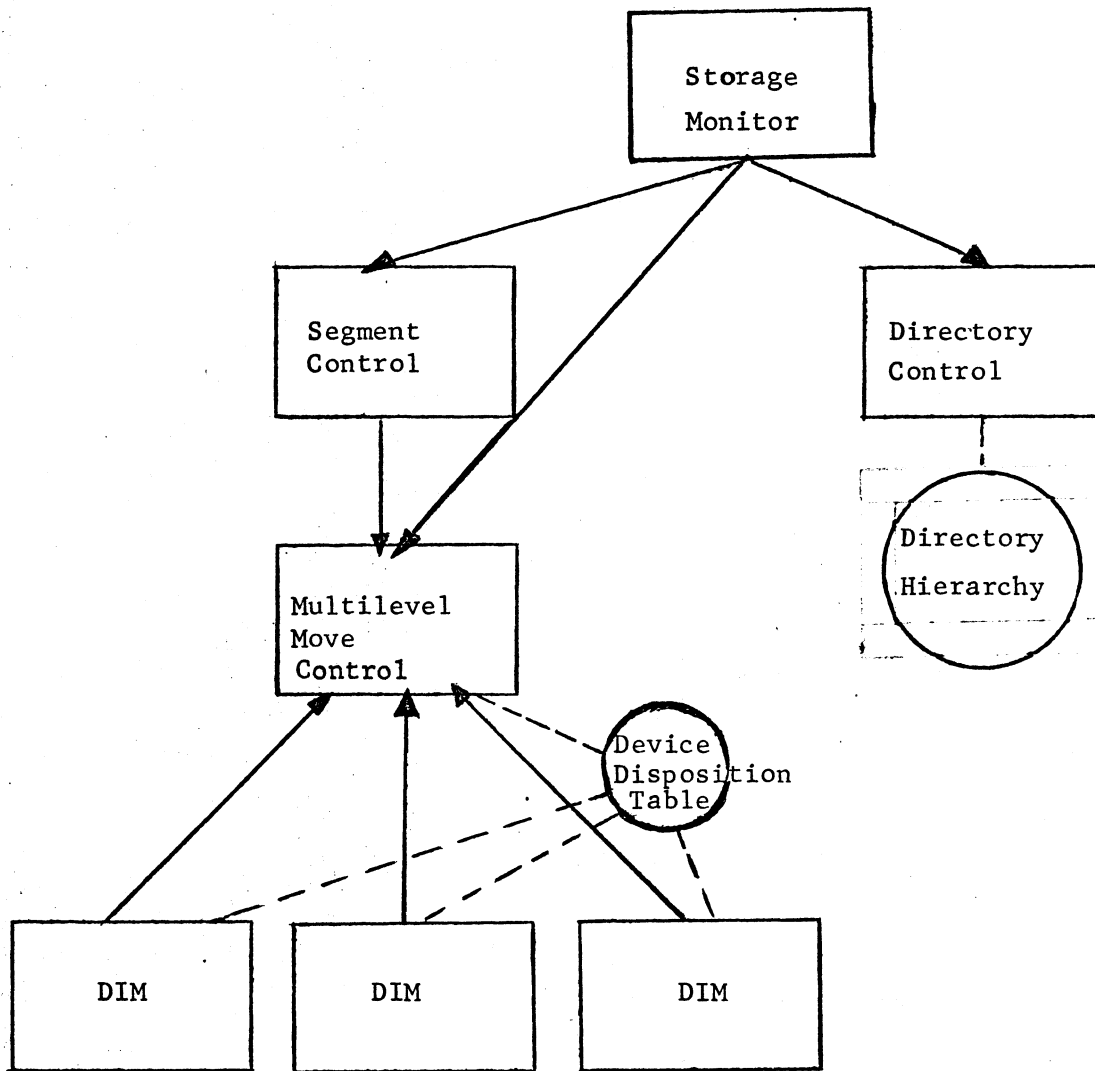 Storage
Monitor
Segment
Control
Directory
Control
Directory
Hierarchy
Multilevel
Move
Control
Device
Disposition
Table
DIM
DIM
DIM